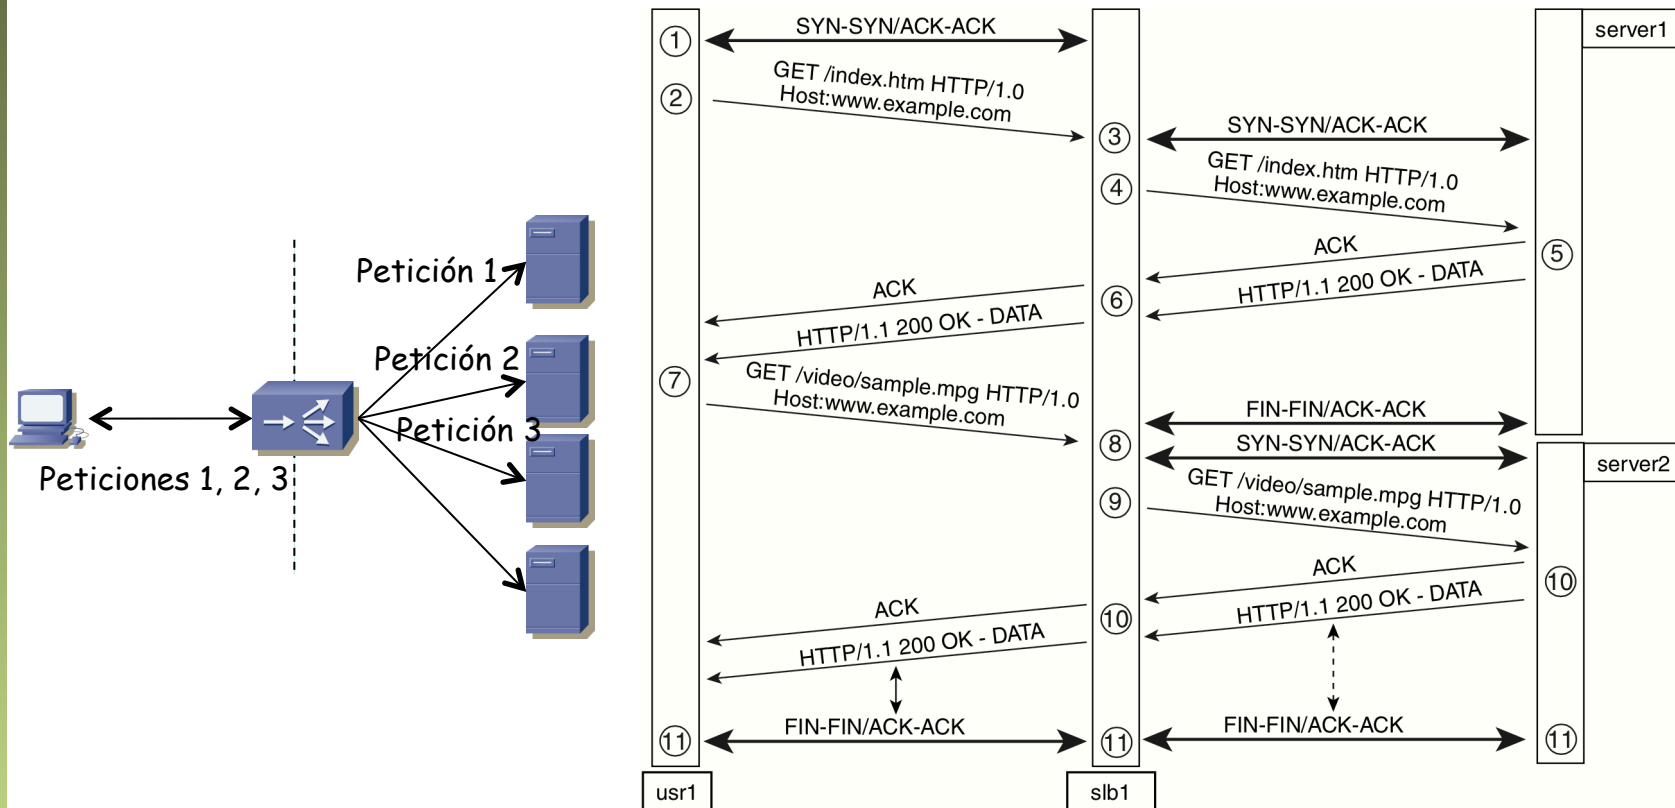 Petición 1
Petición 2
Petición 3
Peticiones 1, 2, 3
server1
1
SYN-SYN/ACK-ACK
2
GET /index.htm HTTP/1.0
Host:www.example.com
3
SYN-SYN/ACK-ACK
4
GET /index.htm HTTP/1.0
Host:www.example.com
5
ACK
HTTP/1.1 200 OK - DATA
6
ACK
HTTP/1.1 200 OK - DATA
7
GET /video/sample.mpg HTTP/1.0
Host:www.example.com
FIN-FIN/ACK-ACK
8
SYN-SYN/ACK-ACK
server2
9
GET /video/sample.mpg HTTP/1.0
Host:www.example.com
10
ACK
HTTP/1.1 200 OK - DATA
10
ACK
HTTP/1.1 200 OK - DATA
11
FIN-FIN/ACK-ACK
11
FIN-FIN/ACK-ACK
11
usr1
slb1